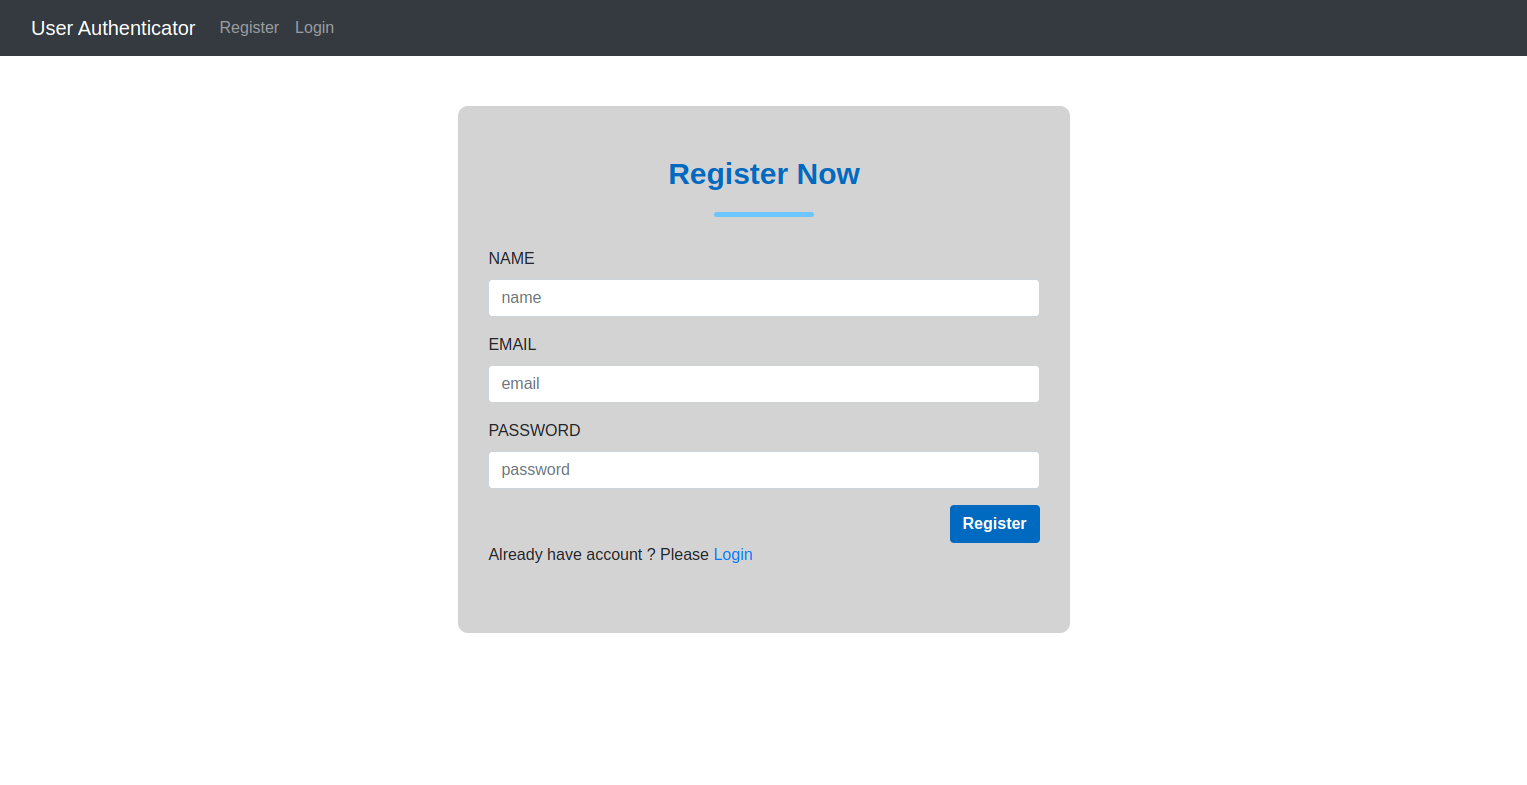 User Authenticator Register Login
Register Now
NAME
name
EMAIL
email
PASSWORD
password
Register
Already have account ? Please Login